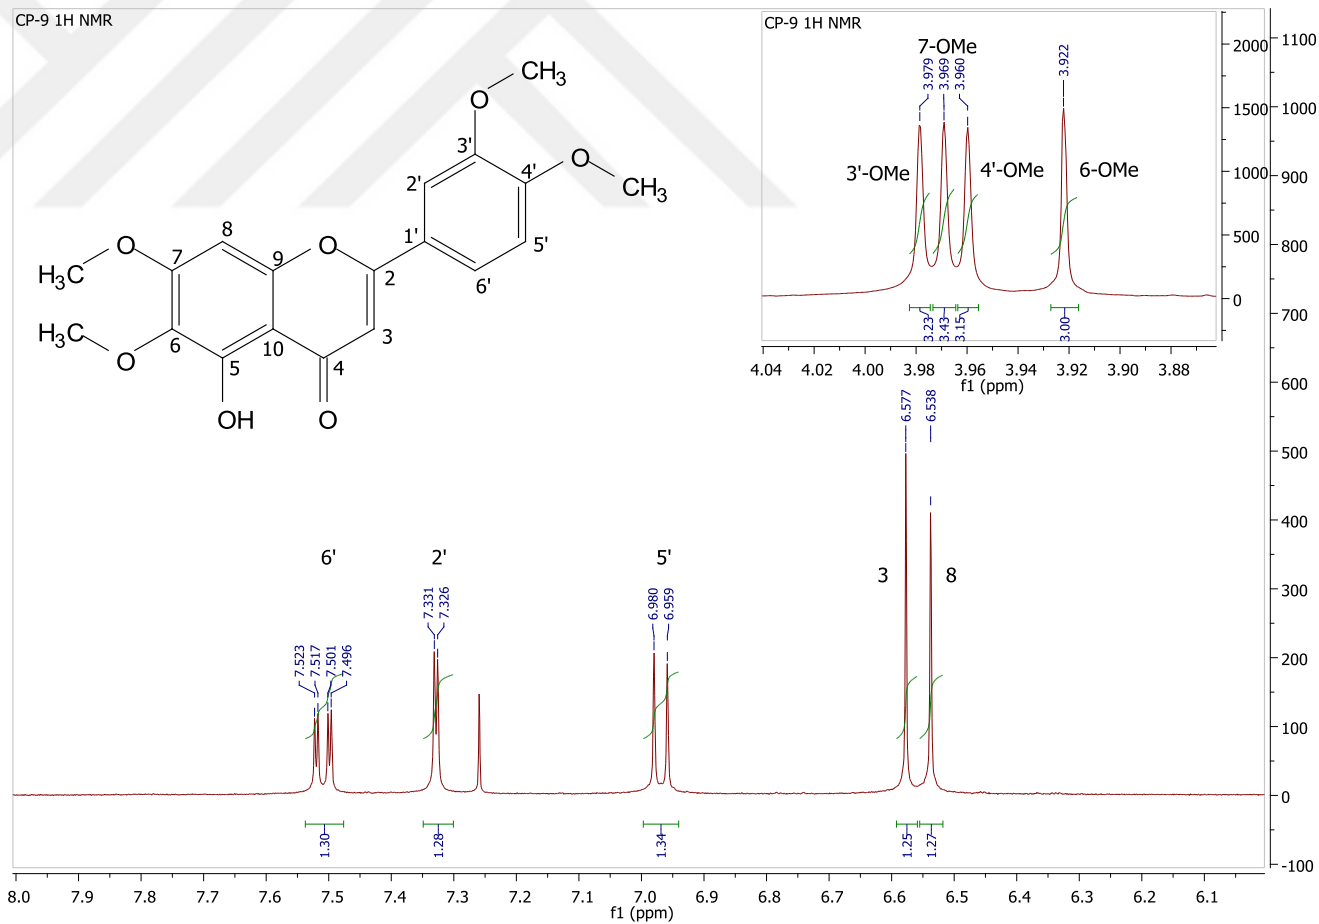 CP-9 1H NMR
CP-9 1H NMR
7-OMe
3.979
3.969
3.960
3.922
3'-OMe
4'-OMe
6-OMe
2000
1500
1000
500
0
3.23
3.43
3.15
3.00
4.04 4.02 4.00 3.98 3.96 3.94 3.92 3.90 3.88
f1 (ppm)
CH3
O
3'
O
4'
CH3
2'
8
O
1'
5'
O
7
9
2
6'
H3C
H3C
6
10
3
O
5
4
OH
O
6'
2'
5'
3
8
7.523
7.517
7.501
7.496
7.331
7.326
6.980
6.959
6.577
6.538
1100
1000
900
800
700
600
500
400
300
200
100
0
-100
1.30
1.28
1.34
1.25
1.27
8.0 7.9 7.8 7.7 7.6 7.5 7.4 7.3 7.2 7.1 7.0 6.9 6.8 6.7 6.6 6.5 6.4 6.3 6.2 6.1
f1 (ppm)